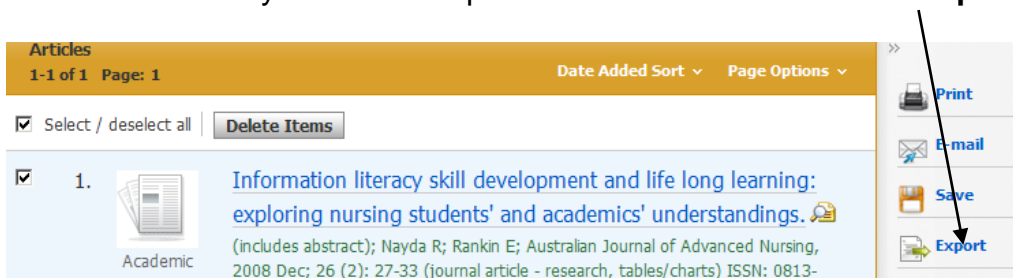 Articles
1-1 of 1 Page: 1
Date Added Sort
Page Options
»
Print
Select / deselect all
Delete Items
E-mail
1.
Information literacy skill development and life long learning:
exploring nursing students' and academics' understandings.
Save
(includes abstract); Nayda R; Rankin E; Australian Journal of Advanced Nursing,
Export
Academic
2008 Dec; 26 (2): 27-33 (journal article - research, tables/charts) ISSN: 0813-